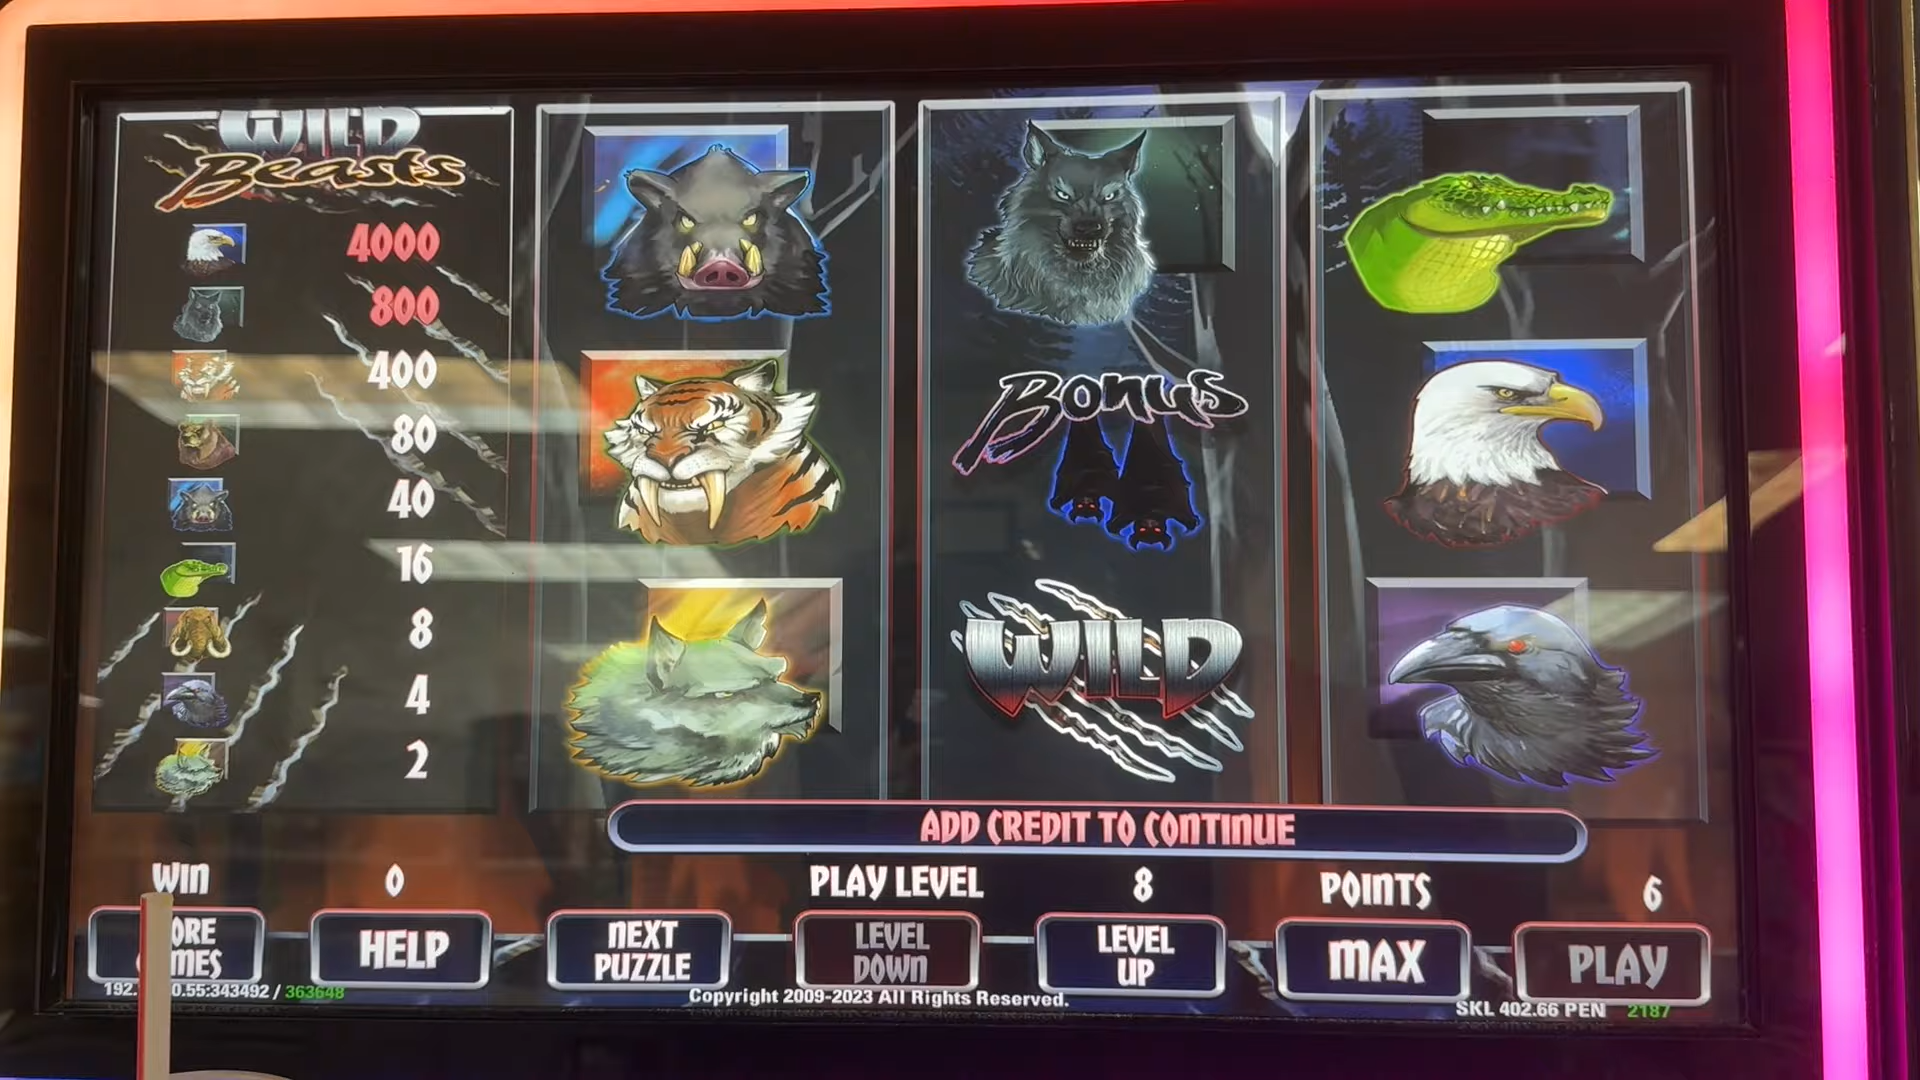 WILD
Beasts
4000
800
400
80
40
16
8
4
2
Bonus
WILD
ADD CREDIT TO CONTINUE
WIN 0 PLAY LEVEL 8 POINTS 6
HELP
NEXT
PUZZLE
LEVEL
DOWN
LEVEL
UP
MAX
PLAY
363648
Copyright 2009-2023 All Rights Reserved.
SKL 402.66 PEN 2187